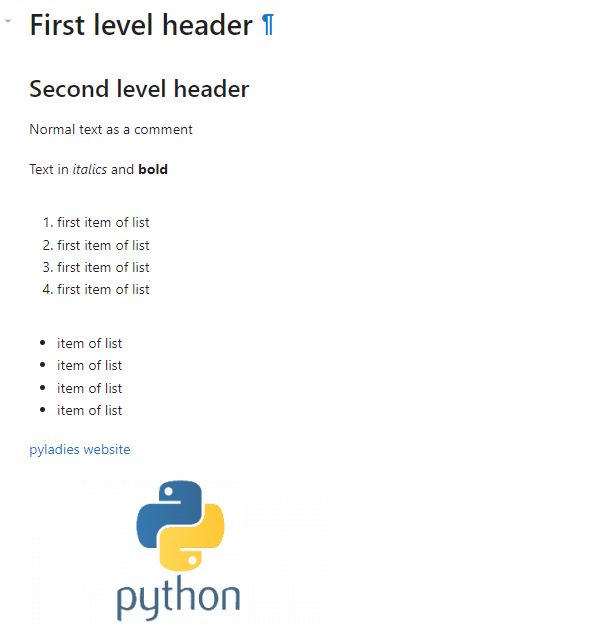 First level header ¶
Second level header
Normal text as a comment
Text in italics and bold
1. first item of list
2. first item of list
3. first item of list
4. first item of list
• item of list
• item of list
• item of list
• item of list
pyladies website
python